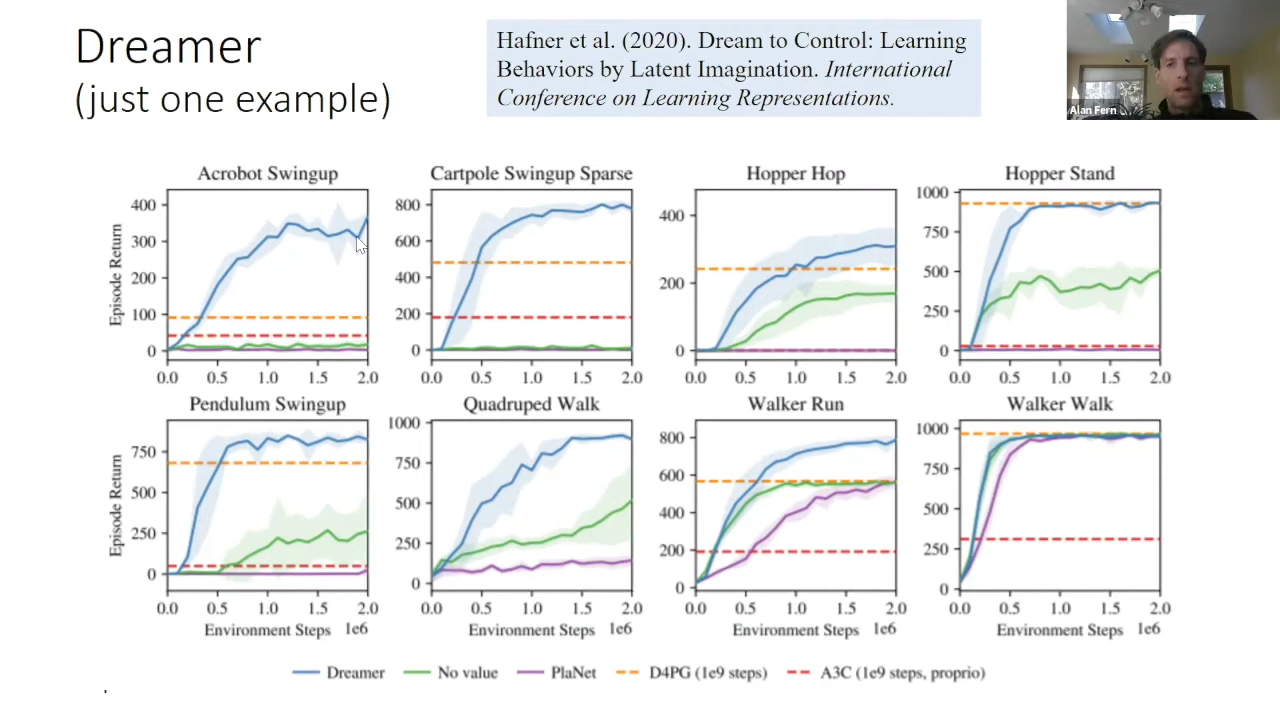 Dreamer
(just one example)
Hafner et al. (2020). Dream to Control: Learning
Behaviors by Latent Imagination. International
Conference on Learning Representations.
Alan Fern
Acrobot Swingup
Cartpole Swingup Sparse
Hopper Hop
Hopper Stand
Episode Return
400
300
200
100
0
0.0 0.5 1.0 1.5 2.0
800
600
400
200
0
0.0 0.5 1.0 1.5 2.0
400
200
0
0.0 0.5 1.0 1.5 2.0
1000
750
500
250
0
0.0 0.5 1.0 1.5 2.0
Pendulum Swingup
Quadruped Walk
Walker Run
Walker Walk
Episode Return
750
500
250
0
0.0 0.5 1.0 1.5 2.0
Environment Steps 1e6
1000
750
500
250
0
0.0 0.5 1.0 1.5 2.0
Environment Steps 1e6
800
600
400
200
0
0.0 0.5 1.0 1.5 2.0
Environment Steps 1e6
1000
750
500
250
0
0.0 0.5 1.0 1.5 2.0
Environment Steps 1e6
Dreamer No value PlaNet D4PG (1e9 steps) A3C (1e9 steps, proprio)